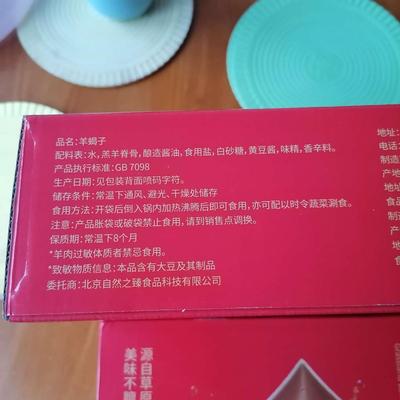 品名：羊蝎子
配料表：水，羔羊脊骨，酿造酱油，食用盐，白砂糖，黄豆酱，味精，香辛料。
产品执行标准：GB 7098
生产日期：见包装背面喷码字符。
储存条件：常温下通风、避光、干燥处储存
食用方法：开袋后倒入锅内加热沸腾后即可食用，亦可配以时令蔬菜涮食。
注意：产品胀袋或破袋禁止食用，请到销售点调换。
保质期：常温下8个月
*羊肉过敏体质者禁忌食用。
*致敏物质信息：本品含有大豆及其制品
委托商：北京自然之臻食品科技有限公司
地址：
电话：
制造
产地
地
食品
制造
产
地
食
源自草原
美味不